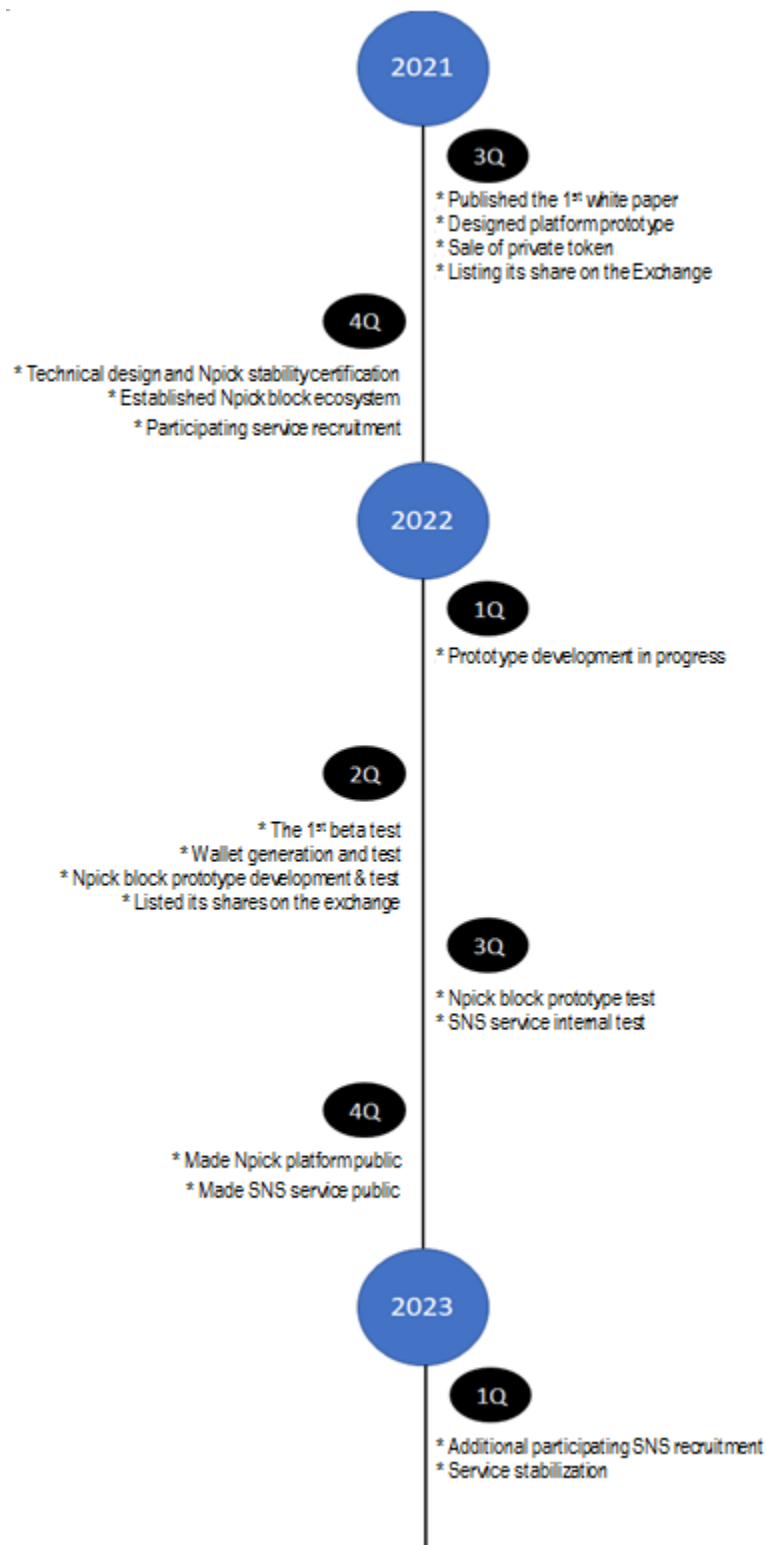 2021
3Q
* Published the 1st white paper
* Designed platform prototype
* Sale of private token
* Listing its share on the Exchange
4Q
* Technical design and Npick stability certification
* Established Npick block ecosystem
* Participating service recruitment
2022
1Q
* Prototype development in progress
2Q
* The 1st beta test
* Wallet generation and test
* Npick block prototype development & test
* Listed its shares on the exchange
3Q
* Npick block prototype test
* SNS service internal test
4Q
* Made Npick platform public
* Made SNS service public
2023
1Q
* Additional participating SNS recruitment
* Service stabilization